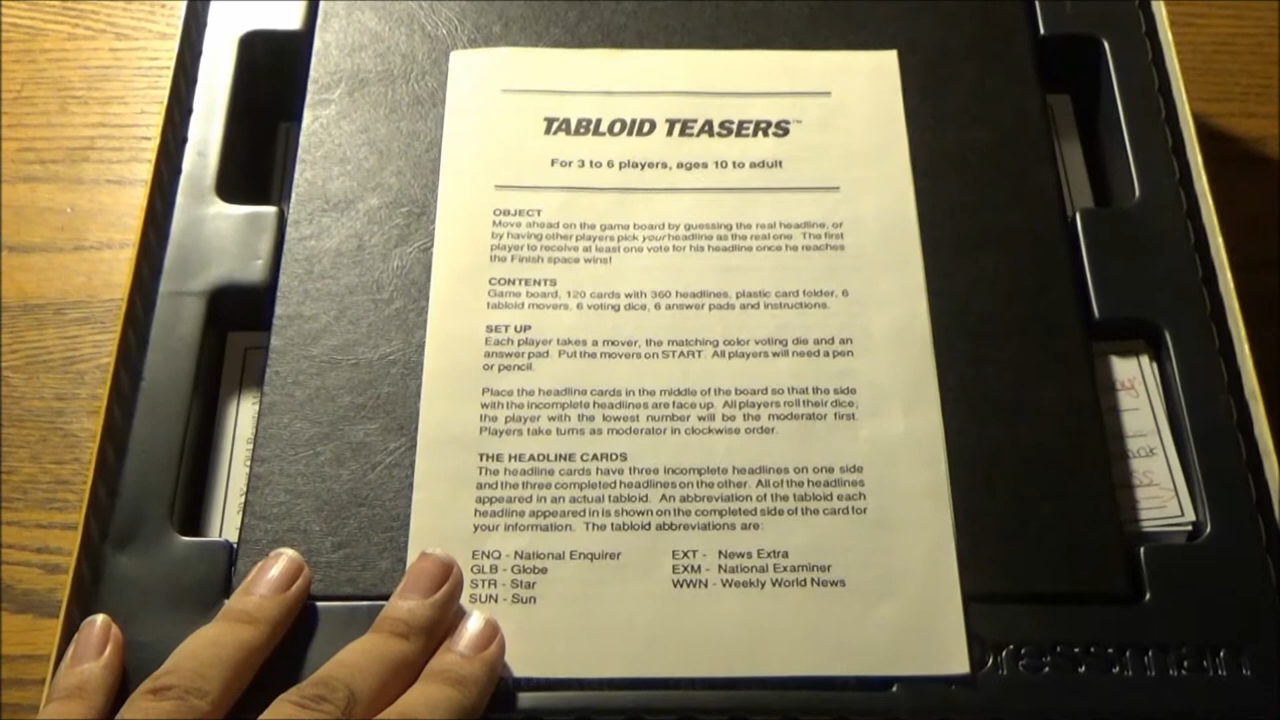 TABLOID TEASERS™
For 3 to 6 players, ages 10 to adult
OBJECT
Move ahead on the game board by guessing the real headline, or
by having other players pick your headline as the real one. The first
player to receive at least one vote for his headline once he reaches
the Finish space wins!
CONTENTS
Game board, 120 cards with 360 headlines, plastic card folder, 6
tabloid movers, 6 voting dice, 6 answer pads and instructions.
SET UP
Each player takes a mover, the matching color voting die and an
answer pad. Put the movers on START. All players will need a pen
or pencil.
Place the headline cards in the middle of the board so that the side
with the incomplete headlines are face up. All players roll their dice;
the player with the lowest number will be the moderator first.
Players take turns as moderator in clockwise order.
THE HEADLINE CARDS
The headline cards have three incomplete headlines on one side
and the three completed headlines on the other. All of the headlines
appeared in an actual tabloid. An abbreviation of the tabloid each
headline appeared in is shown on the completed side of the card for
your information. The tabloid abbreviations are:
ENQ - National Enquirer
GLB - Globe
STR - Star
SUN - Sun
EXT - News Extra
EXM - National Examiner
WWN - Weekly World News
Pressman